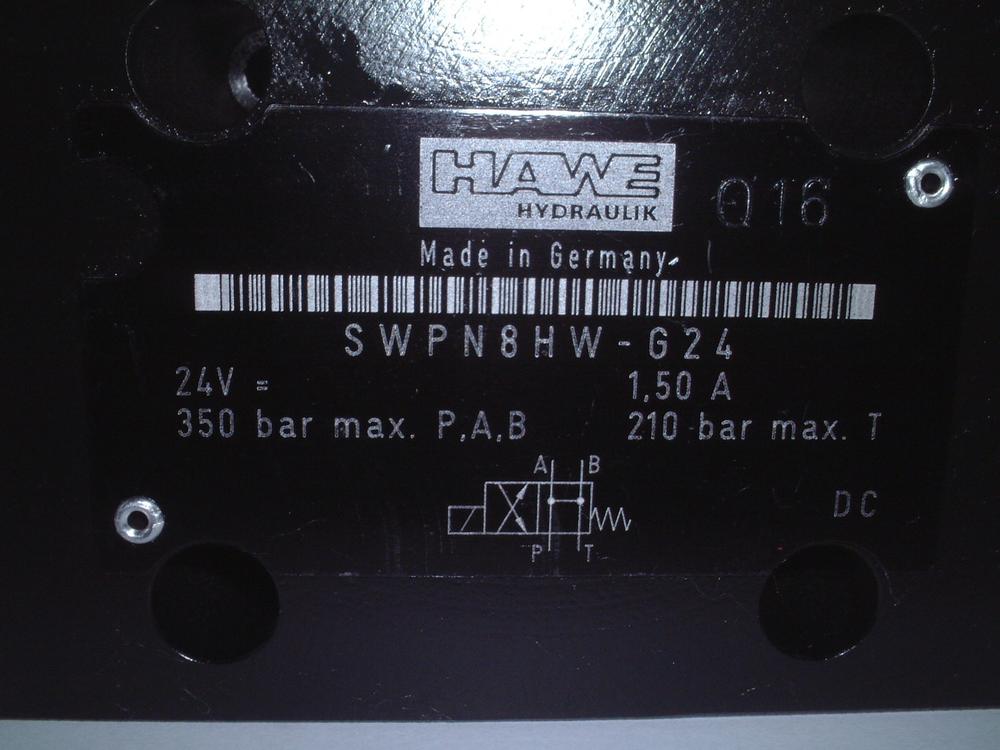 HAWE
HYDRAULIK
Q16
Made in Germany
SWPN8HW-G24
24V = 1,50 A
350 bar max. P,A,B 210 bar max. T
A B
DC
P T